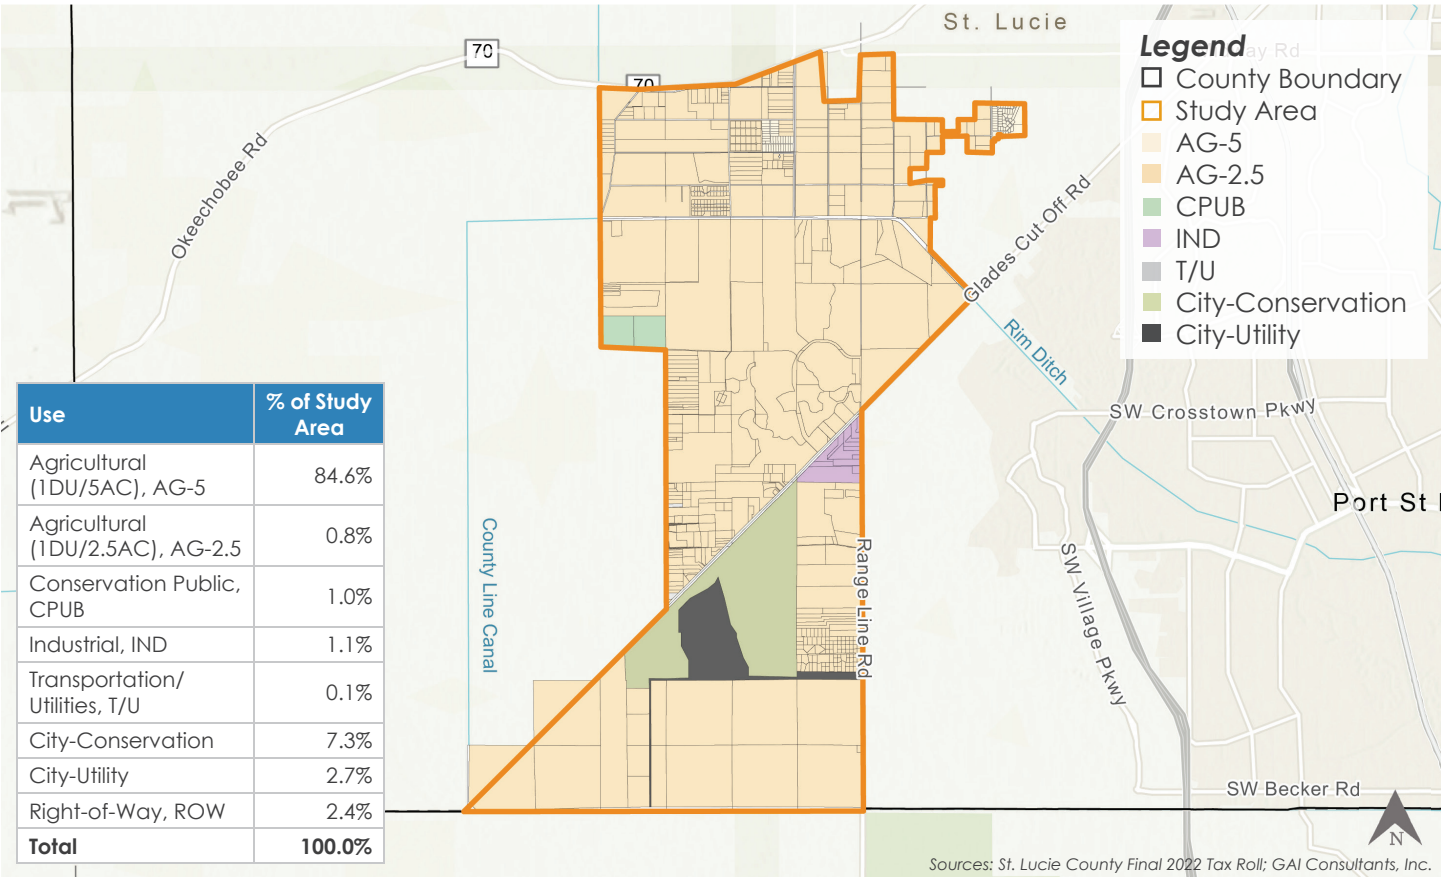 St. Lucie
70
70
Okeechobee Rd
Glades Cut Off Rd
Rim Ditch
SW Crosstown Pkwy
Port St
SW Village Pkwy
County Line Canal
Range Line Rd
SW Becker Rd
Legend
ay Rd
County Boundary
Study Area
AG-5
AG-2.5
CPUB
IND
T/U
City-Conservation
City-Utility
Use % of Study
Area
Agricultural
(1DU/5AC), AG-5 84.6%
Agricultural
(1DU/2.5AC), AG-2.5 0.8%
Conservation Public,
CPUB 1.0%
Industrial, IND 1.1%
Transportation/
Utilities, T/U 0.1%
City-Conservation 7.3%
City-Utility 2.7%
Right-of-Way, ROW 2.4%
Total 100.0%
N
Sources: St. Lucie County Final 2022 Tax Roll; GAI Consultants, Inc.